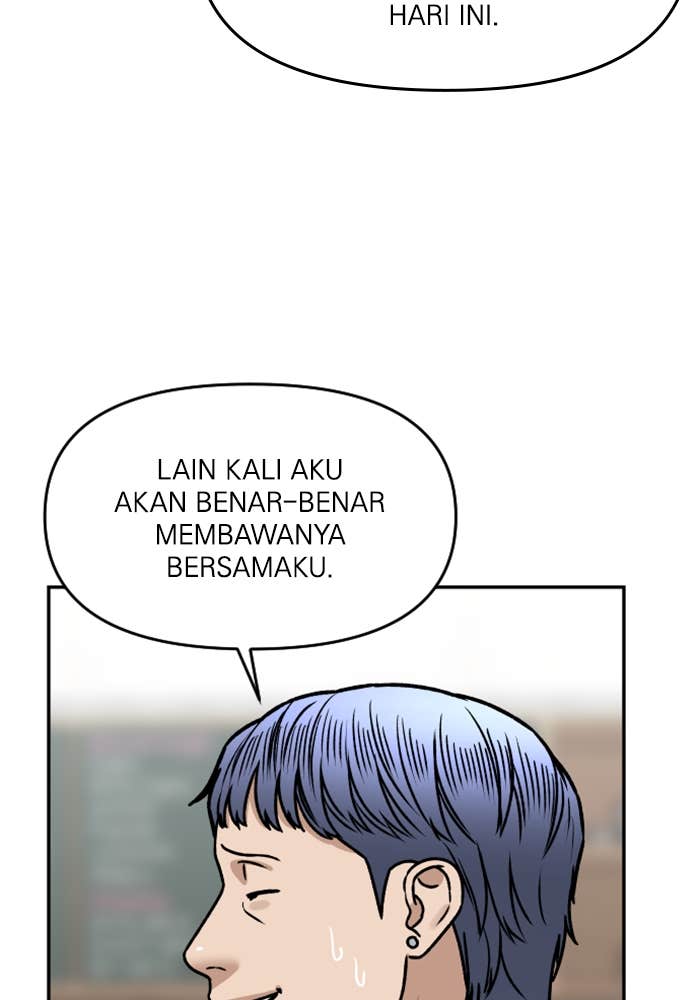 HARI INI.
LAIN KALI AKU
AKAN BENAR-BENAR
MEMBAWANYA
BERSAMAKU.